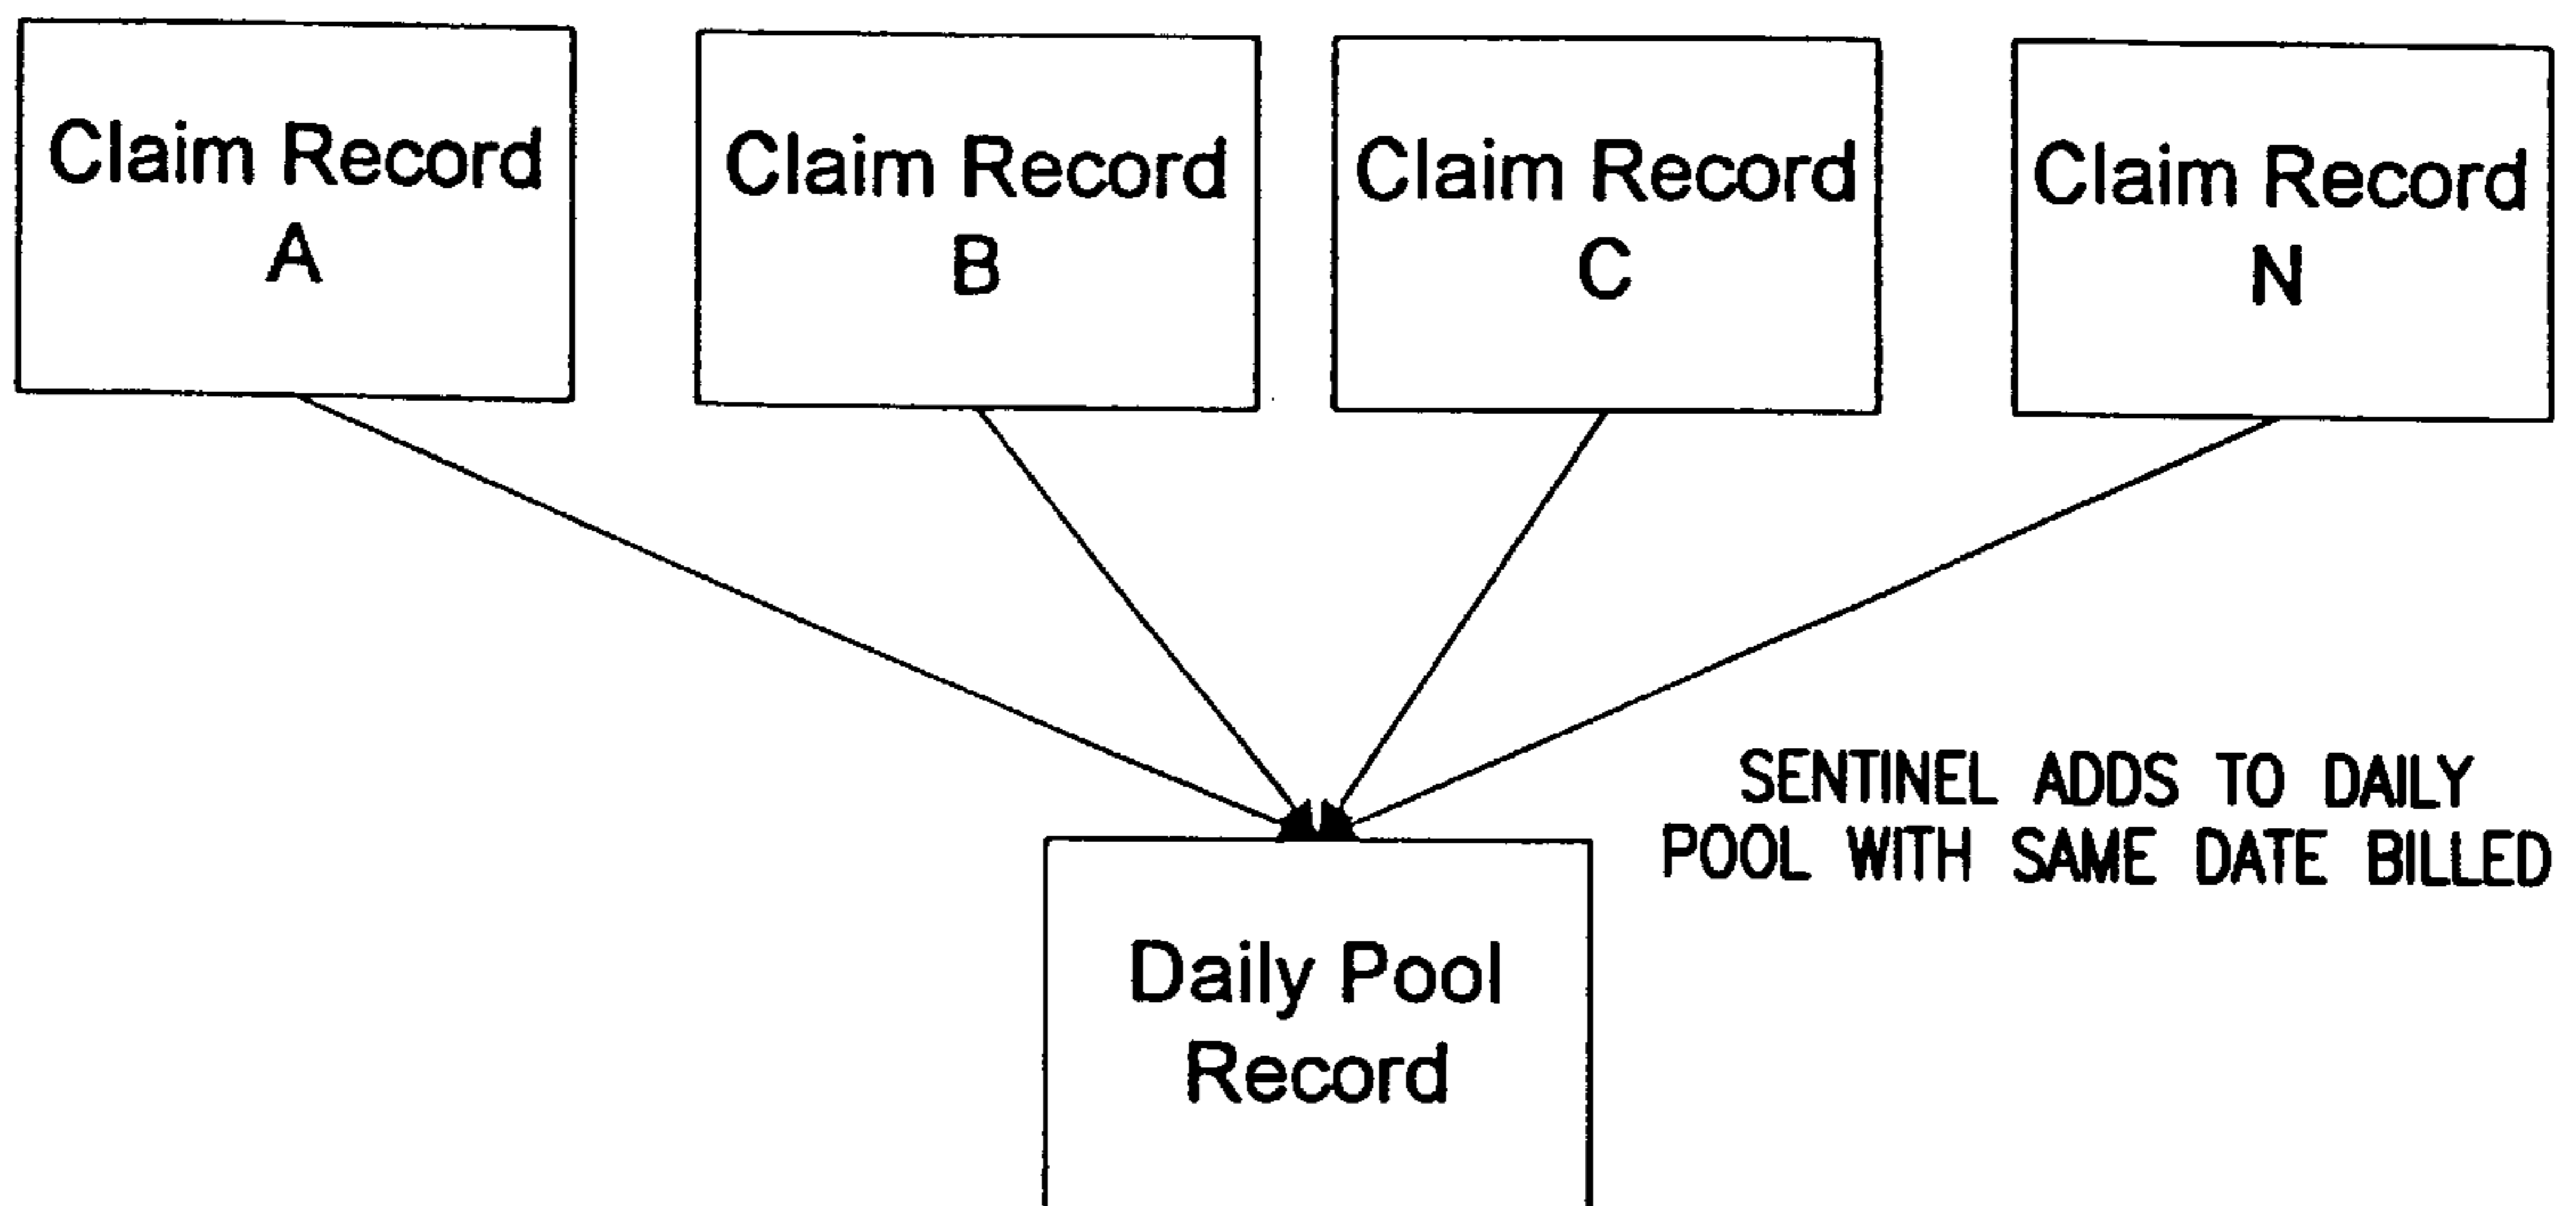 Claim Record
A
Claim Record
B
Claim Record
C
Claim Record
N
SENTINEL ADDS TO DAILY
POOL WITH SAME DATE BILLED
Daily Pool
Record